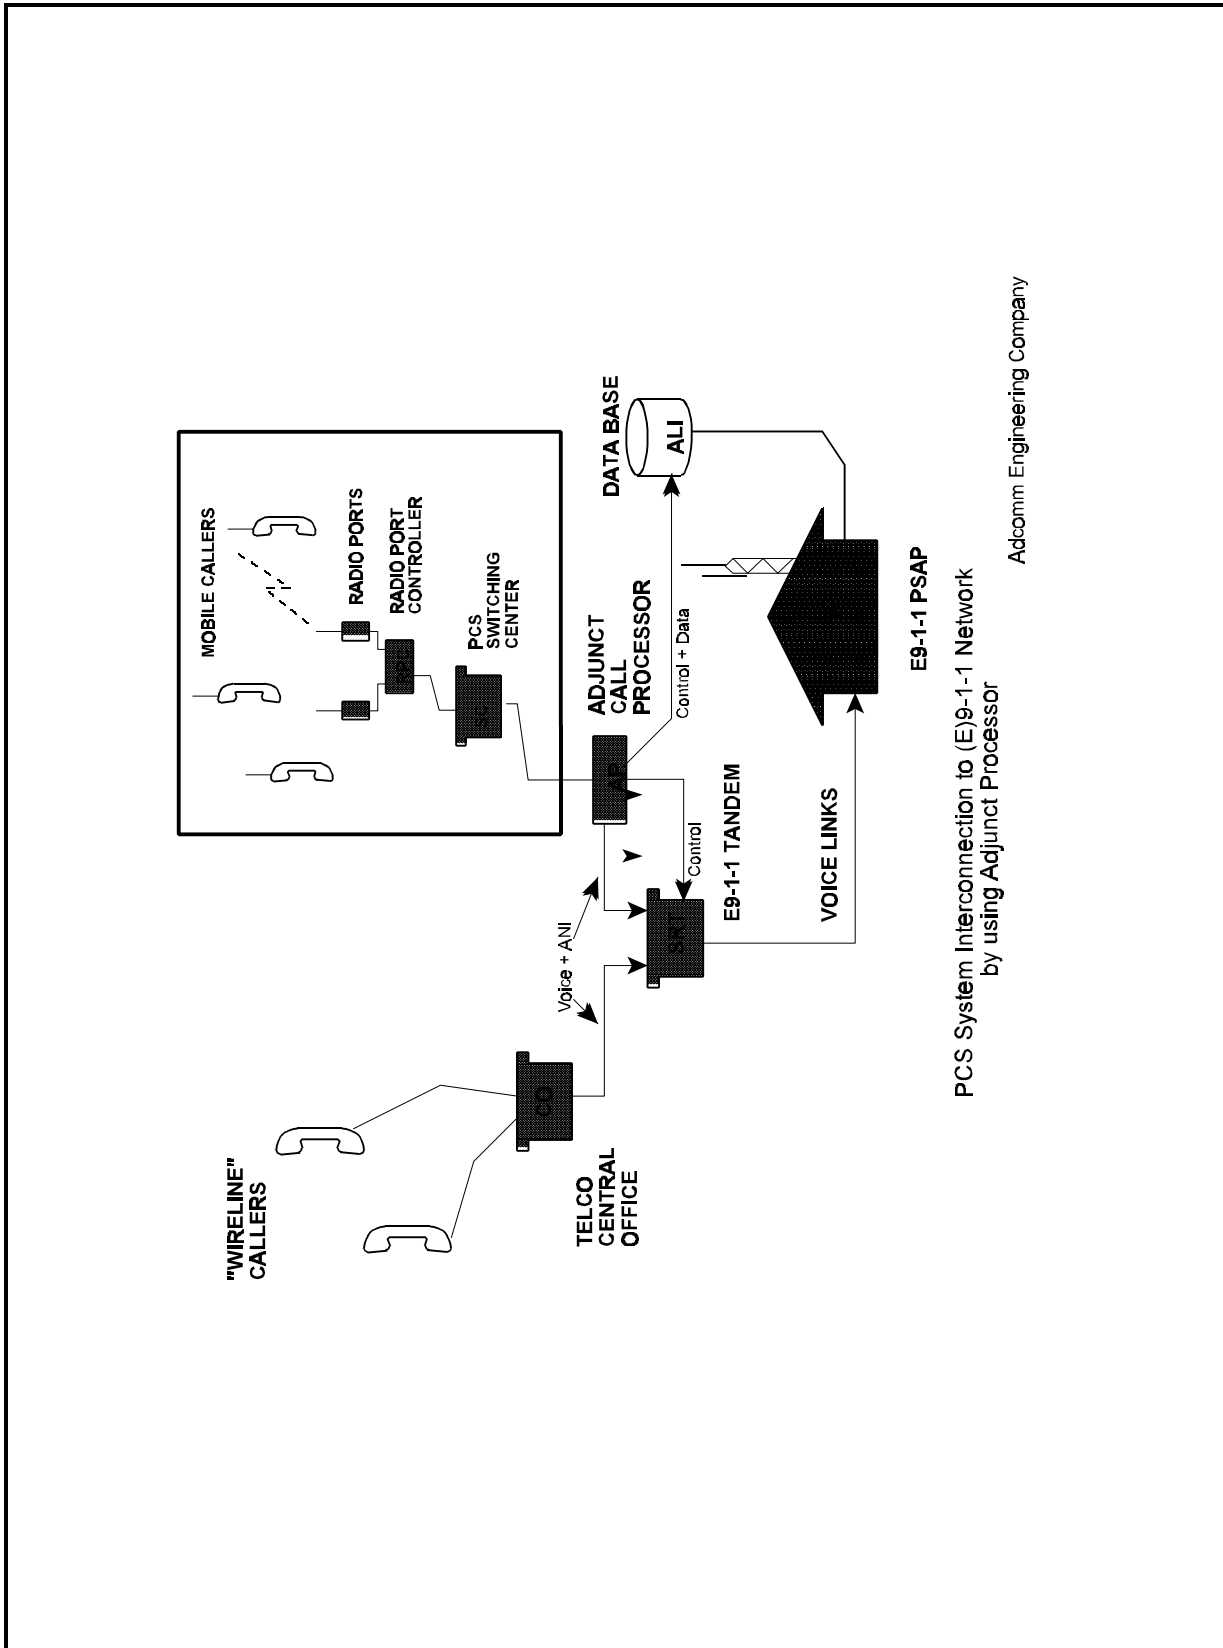 "WIRELINE"
CALLERS
MOBILE CALLERS
RADIO PORTS
RADIO PORT
CONTROLLER
RPC
PCS
SWITCHING
CENTER
SC
TELCO
CENTRAL
OFFICE
CO
Voice + ANI
ADJUNCT
CALL
PROCESSOR
AP
DATA BASE
ALI
Control + Data
Control
SRT
E9-1-1 TANDEM
VOICE LINKS
E9-1-1 PSAP
PCS System Interconnection to (E)9-1-1 Network
by using Adjunct Processor
Adcomm Engineering Company